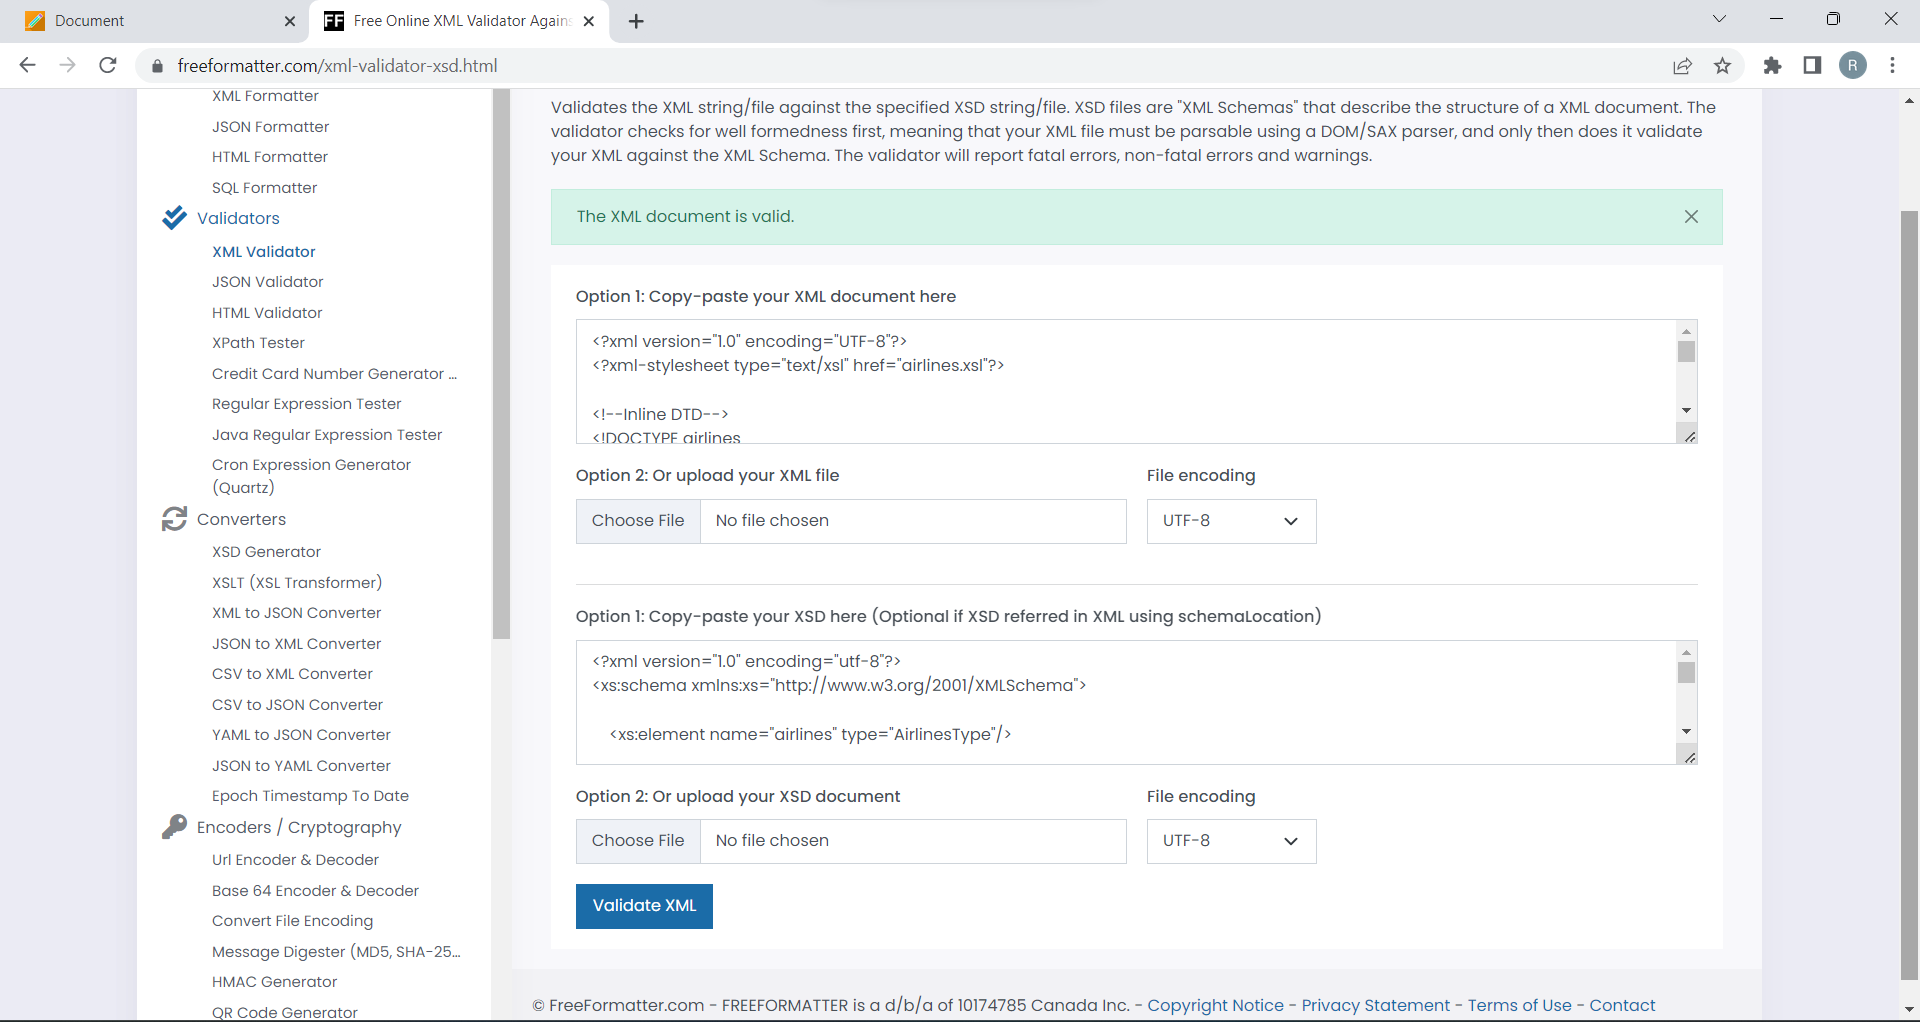 Document
Free Online XML Validator Again
freeformatter.com/xml-validator-xsd.html
R
XML Formatter
JSON Formatter
HTML Formatter
SQL Formatter
Validators
XML Validator
JSON Validator
HTML Validator
XPath Tester
Credit Card Number Generator ...
Regular Expression Tester
Java Regular Expression Tester
Cron Expression Generator
(Quartz)
Converters
XSD Generator
XSLT (XSL Transformer)
XML to JSON Converter
JSON to XML Converter
CSV to XML Converter
CSV to JSON Converter
YAML to JSON Converter
JSON to YAML Converter
Epoch Timestamp To Date
Encoders / Cryptography
Url Encoder & Decoder
Base 64 Encoder & Decoder
Convert File Encoding
Message Digester (MD5, SHA-25...
HMAC Generator
QR Code Generator
Validates the XML string/file against the specified XSD string/file. XSD files are "XML Schemas" that describe the structure of a XML document. The
validator checks for well formedness first, meaning that your XML file must be parsable using a DOM/SAX parser, and only then does it validate
your XML against the XML Schema. The validator will report fatal errors, non-fatal errors and warnings.
The XML document is valid.
Option 1: Copy-paste your XML document here
<?xml version="1.0" encoding="UTF-8"?>
<?xml-stylesheet type="text/xsl" href="airlines.xsl"?>
<!--Inline DTD-->
<!DOCTYPE airlines
Option 2: Or upload your XML file
File encoding
Choose File No file chosen
UTF-8
Option 1: Copy-paste your XSD here (Optional if XSD referred in XML using schemaLocation)
<?xml version="1.0" encoding="utf-8"?>
<xs:schema xmlns:xs="http://www.w3.org/2001/XMLSchema">
<xs:element name="airlines" type="AirlinesType"/>
Option 2: Or upload your XSD document
File encoding
Choose File No file chosen
UTF-8
Validate XML
© FreeFormatter.com - FREEFORMATTER is a d/b/a of 10174785 Canada Inc. - Copyright Notice - Privacy Statement - Terms of Use - Contact